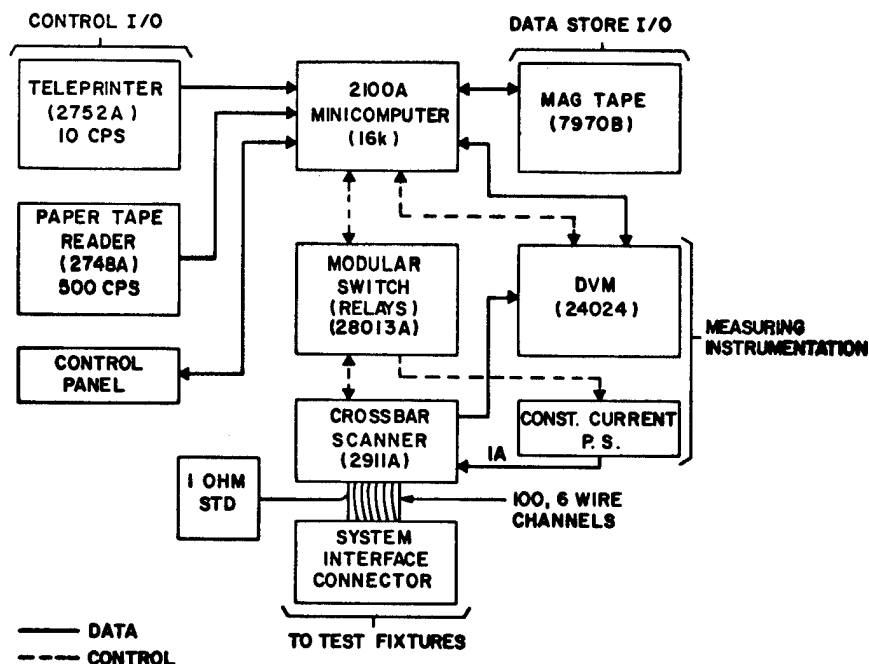 CONTROL I/O
TELEPRINTER
(2752A)
10 CPS
PAPER TAPE
READER
(2748A)
500 CPS
CONTROL
PANEL
2100A
MINICOMPUTER
(16k)
DATA STORE I/O
MAG TAPE
(7970B)
MODULAR
SWITCH
(RELAYS)
(28013A)
DVM
(24024)
MEASURING
INSTRUMENTATION
CROSSBAR
SCANNER
(2911A)
CONST. CURRENT
P. S.
1A
1 OHM
STD
100, 6 WIRE
CHANNELS
SYSTEM
INTERFACE
CONNECTOR
TO TEST FIXTURES
DATA
CONTROL